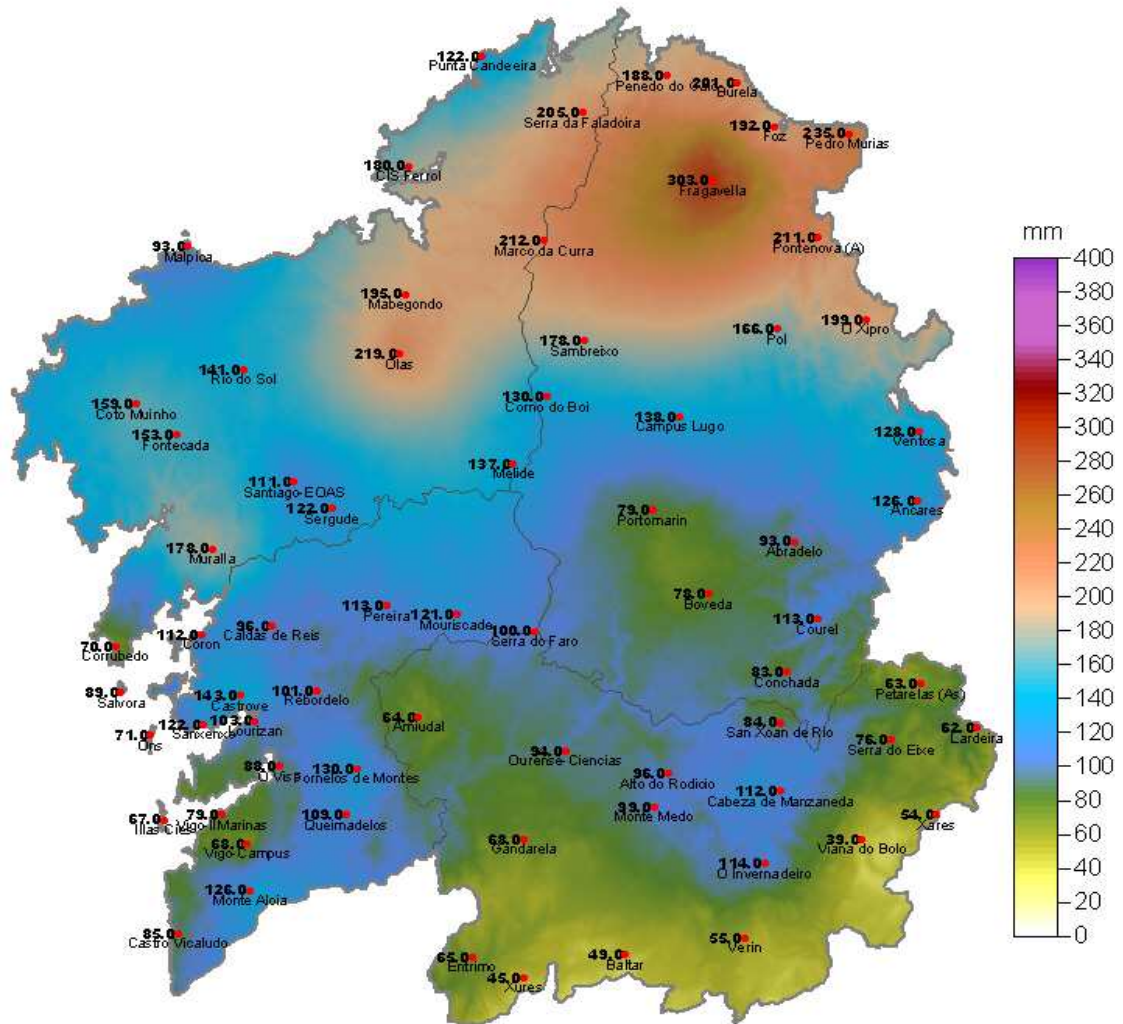 122.0
Punta Candeeira
188.0
Penedo do Galo
201.0
Burela
205.0
Serra da Faladoira
192.0
Foz
235.0
Pedro Murias
180.0
CIS Ferrol
303.0
Fragavella
93.0
Malpica
212.0
Marco da Curra
211.0
Pontenova (A)
195.0
Mabegondo
199.0
O Xipro
178.0
Sambreixo
166.0
Pol
219.0
Olas
141.0
Rio do Sol
159.0
Coto Muinho
130.0
Corno do Boi
138.0
Campus Lugo
153.0
Fontecada
128.0
Ventosa
137.0
Melide
111.0
Santiago-EOAS
122.0
Sergude
126.0
Ancares
79.0
Portomarin
178.0
Muralla
93.0
Abradelo
78.0
Boveda
113.0
Pereira
121.0
Mouriscade
113.0
Courel
112.0
Coron
96.0
Caldas de Reis
100.0
Serra do Faro
70.0
Corrubedo
83.0
Conchada
63.0
Petarelas (As)
89.0
Salvora
143.0
Castrove
101.0
Rebordelo
64.0
Amiudal
122.0
Sanxenxo
103.0
Lourizan
84.0
San Xoan de Rio
62.0
Lardeira
71.0
Ons
76.0
Serra do Eixe
94.0
Ourense-Ciencias
88.0
O Viso
130.0
Fornelos de Montes
96.0
Alto do Rodicio
112.0
Cabeza de Manzaneda
67.0
Illas Cies
79.0
Vigo-IIMarinas
109.0
Queimadelos
99.0
Monte Medo
54.0
Xares
68.0
Vigo-Campus
68.0
Gandarela
39.0
Viana do Bolo
114.0
O Invernadeiro
126.0
Monte Aloia
85.0
Castro Vicaludo
55.0
Verin
65.0
Entrimo
49.0
Baltar
45.0
Xures
mm
400
380
360
340
320
300
280
260
240
220
200
180
160
140
120
100
80
60
40
20
0